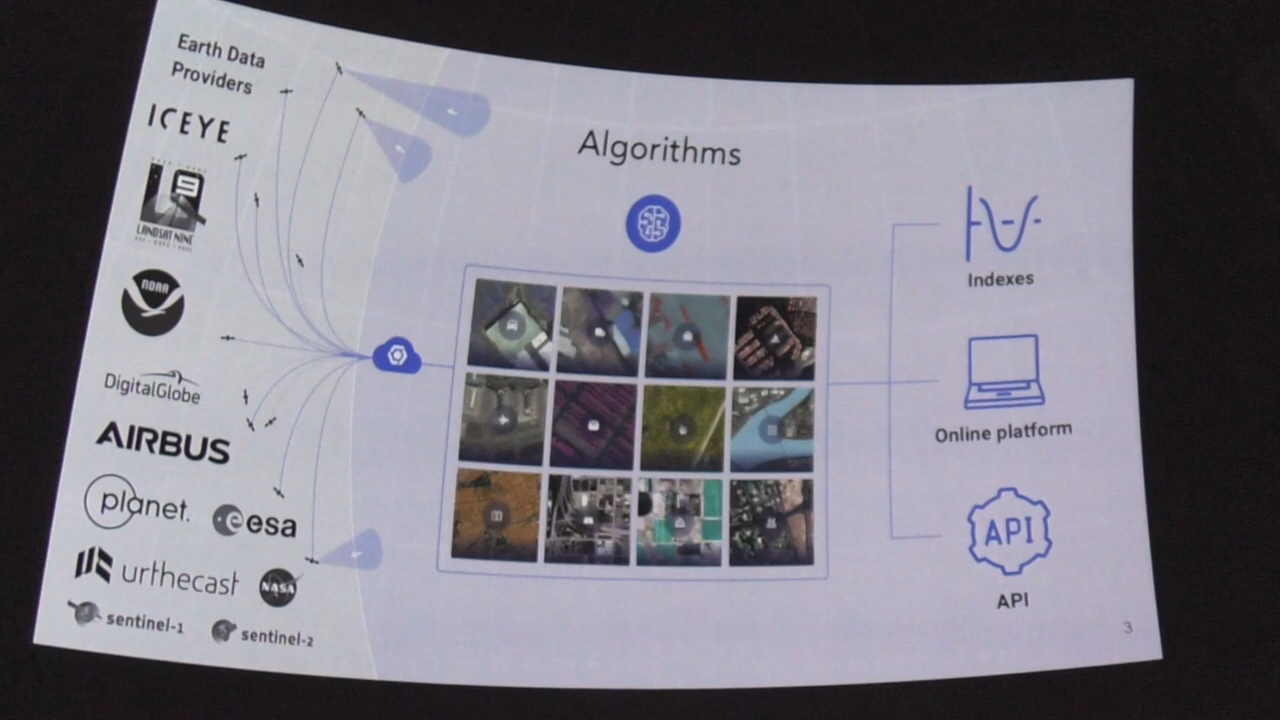 Earth Data
Providers
ICEYE
L9
LANDSAT NINE
NOAA
DigitalGlobe
AIRBUS
planet.
esa
urthecast
NASA
sentinel-1
sentinel-2
Algorithms
Indexes
Online platform
API
API
3